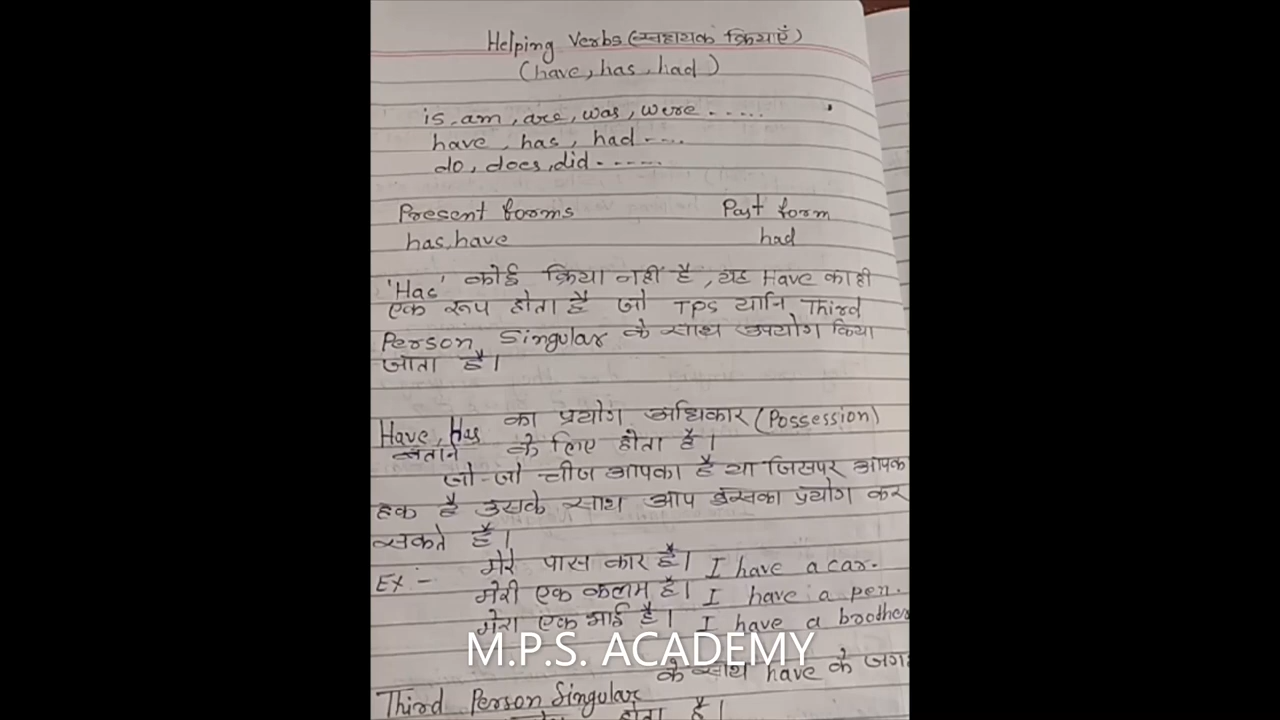 Helping Verbs (सहायक क्रियाएँ)
(have, has, had)
is, am, are, was, were ......
have, has, had ....
do, does, did ......
Present forms Past form
has, have had
'Has' कोई क्रिया नहीं है, यह Have का ही
एक रूप होता है जो TPS यानि Third
Person Singular के साथ उपयोग किया
जाता है।
Have, Has का प्रयोग अधिकार (Possession)
बताने के लिए होता है।
जो-जो चीज आपका है या जिसपर आपक
हक है उसके साथ आप इसका प्रयोग कर
सकते हैं।
Ex :- मेरे पास कार है। I have a car.
मेरी एक कलम है। I have a pen.
मेरा एक भाई है। I have a brother
M.P.S. ACADEMY
Third Person Singular के साथ have के जगह
होता है।